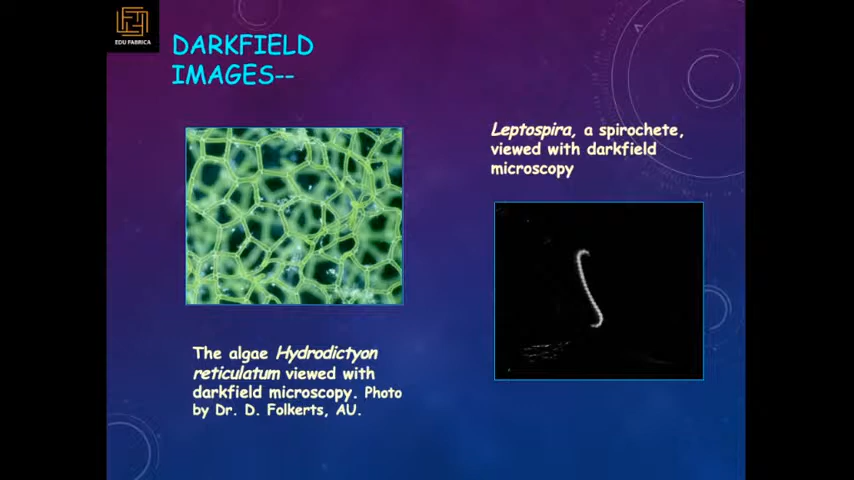 EDU FABRICA
DARKFIELD
IMAGES--
Leptospira, a spirochete,
viewed with darkfield
microscopy
The algae Hydrodictyon
reticulatum viewed with
darkfield microscopy. Photo
by Dr. D. Folkerts, AU.